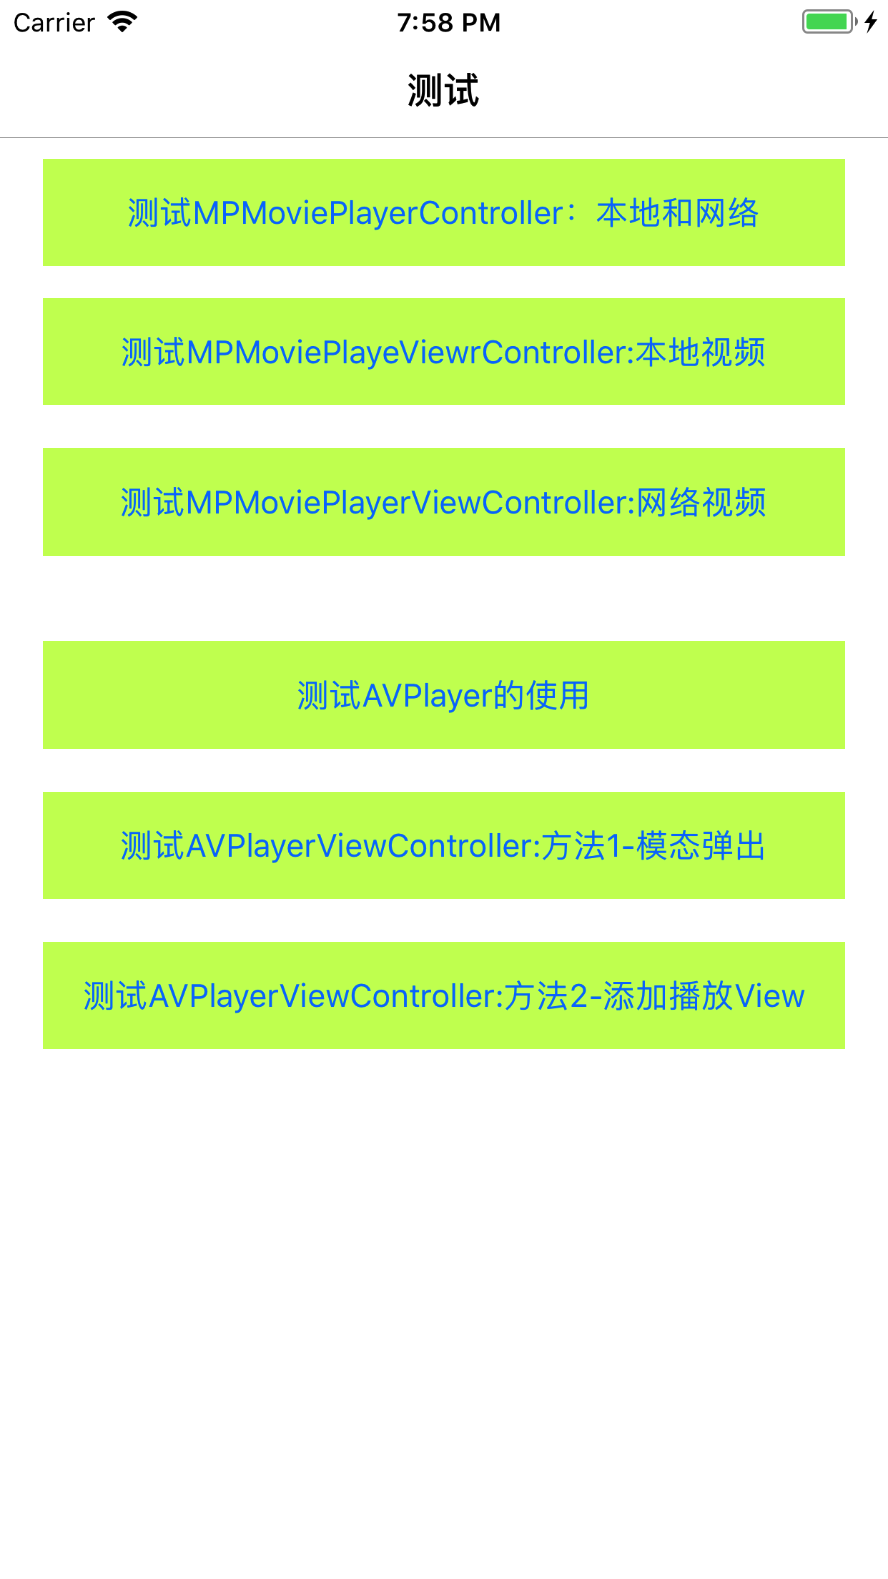 Carrier
7:58 PM
测试
测试MPMoviePlayerController：本地和网络
测试MPMoviePlayeViewrController:本地视频
测试MPMoviePlayerViewController:网络视频
测试AVPlayer的使用
测试AVPlayerViewController:方法1-模态弹出
测试AVPlayerViewController:方法2-添加播放View